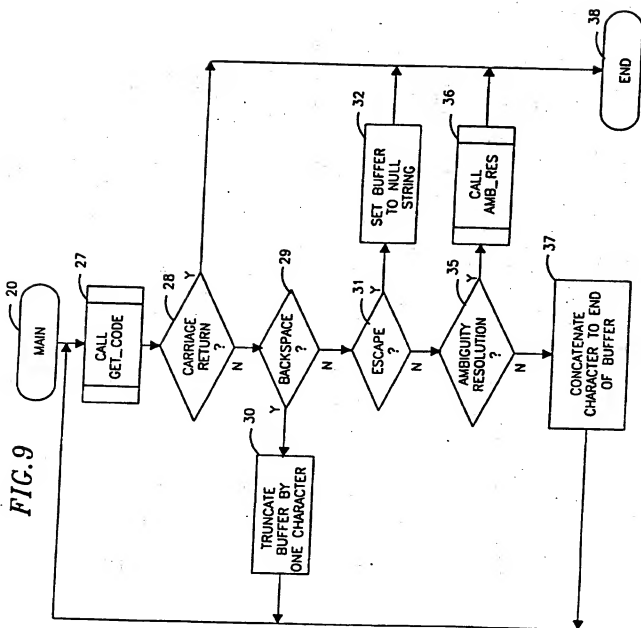 FIG.9
20
MAIN
27
CALL
GET_CODE
28
CARRIAGE
RETURN
?
Y
N
29
BACKSPACE
?
Y
N
30
TRUNCATE
BUFFER BY
ONE CHARACTER
31
ESCAPE
?
Y
N
32
SET BUFFER
TO NULL
STRING
35
AMBIGUITY
RESOLUTION
?
Y
N
36
CALL
AMB_RES
37
CONCATENATE
CHARACTER TO END
OF BUFFER
38
END